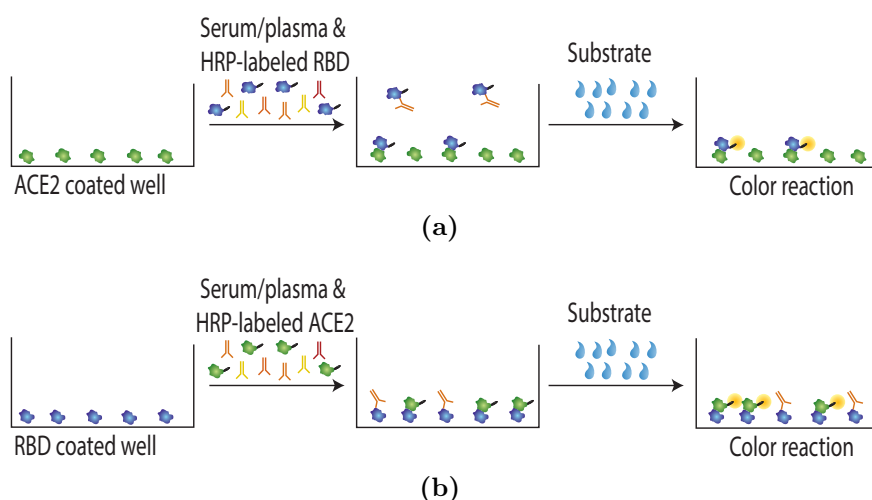 Serum/plasma &
HRP-labeled RBD
Substrate
ACE2 coated well
Color reaction
(a)
Serum/plasma &
HRP-labeled ACE2
Substrate
RBD coated well
Color reaction
(b)